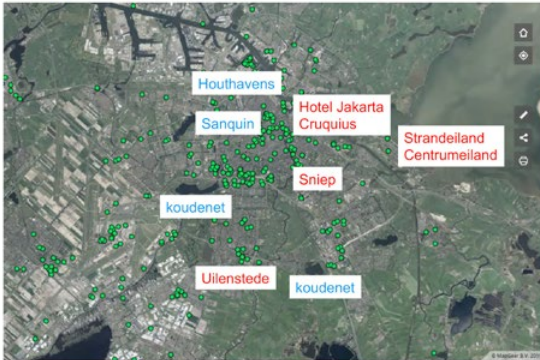 Houthavens
Hotel Jakarta
Cruquius
Sanquin
Strandeiland
Centrumeiland
Sniep
koudenet
Uilenstede
koudenet